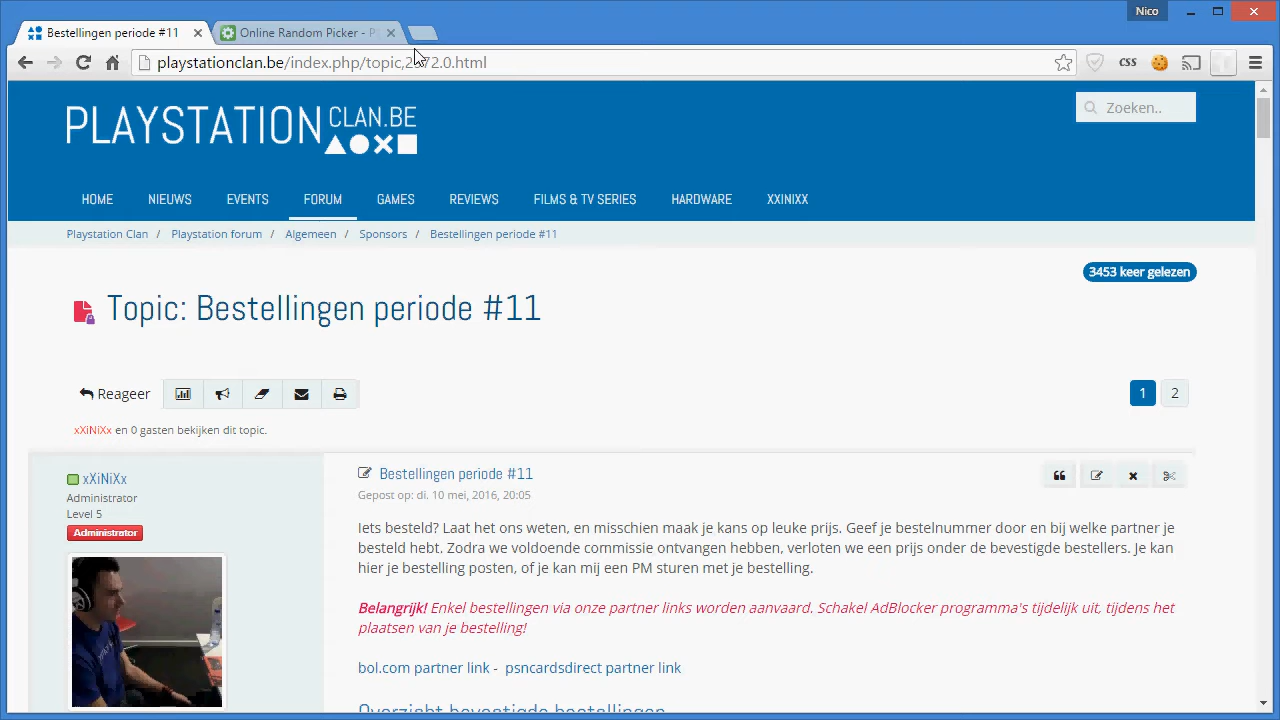 Nico
Bestellingen periode #11
Online Random Picker -
playstationclan.be/index.php/topic,2
72.0.html
CSS
PLAYSTATION CLAN.BE
Zoeken..
HOME NIEUWS EVENTS FORUM GAMES REVIEWS FILMS & TV SERIES HARDWARE XXINIXX
Playstation Clan / Playstation forum / Algemeen / Sponsors / Bestellingen periode #11
3453 keer gelezen
Topic: Bestellingen periode #11
Reageer
1 2
xXiNiXx en 0 gasten bekijken dit topic.
xXiNiXx
Administrator
Level 5
Administrator
Bestellingen periode #11
Gepost op: di. 10 mei, 2016, 20:05
Iets besteld? Laat het ons weten, en misschien maak je kans op leuke prijs. Geef je bestelnummer door en bij welke partner je
besteld hebt. Zodra we voldoende commissie ontvangen hebben, verloten we een prijs onder de bevestigde bestellers. Je kan
hier je bestelling posten, of je kan mij een PM sturen met je bestelling.
Belangrijk! Enkel bestellingen via onze partner links worden aanvaard. Schakel AdBlocker programma's tijdelijk uit, tijdens het
plaatsen van je bestelling!
bol.com partner link - psncardsdirect partner link
Overzicht bevestigde bestellingen